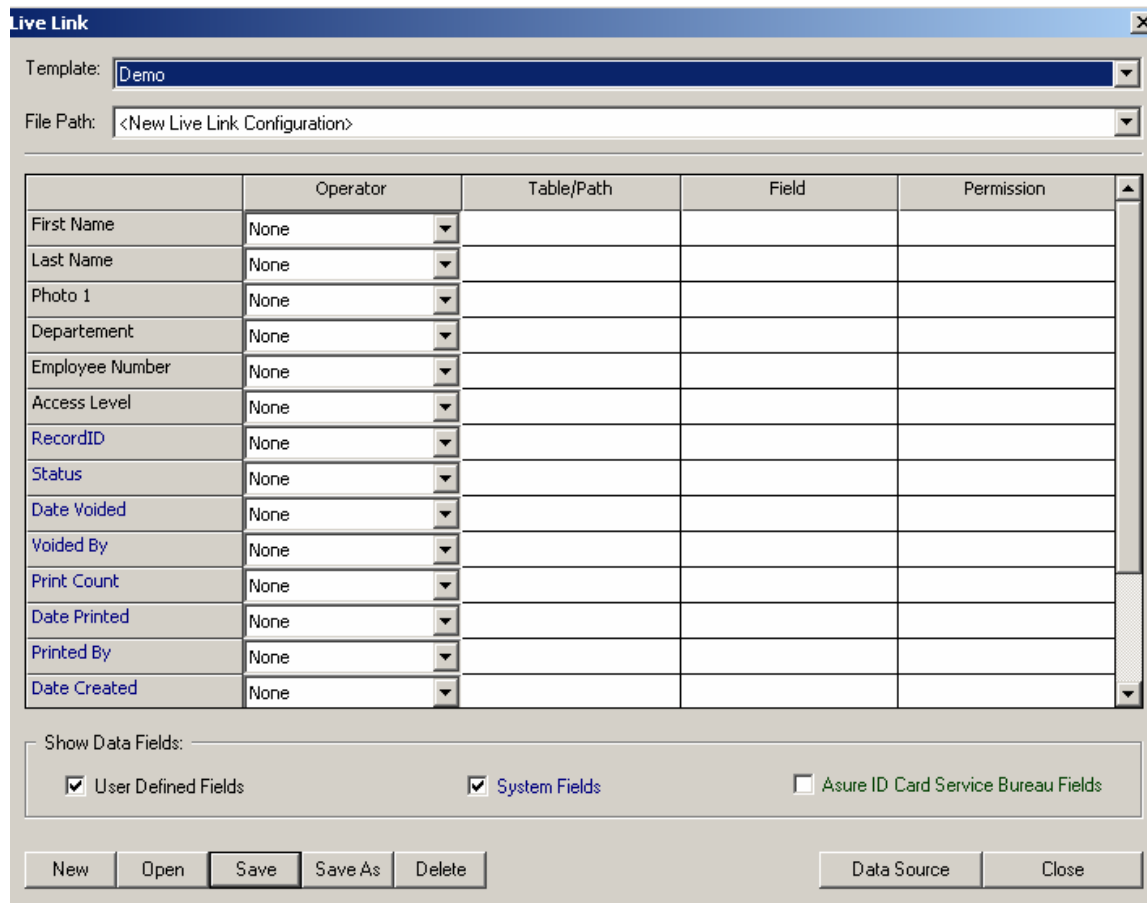 Live Link
Template: Demo
File Path: <New Live Link Configuration>
Operator Table/Path Field Permission
First Name None
Last Name None
Photo 1 None
Departement None
Employee Number None
Access Level None
RecordID None
Status None
Date Voided None
Voided By None
Print Count None
Date Printed None
Printed By None
Date Created None
Show Data Fields:
User Defined Fields System Fields Asure ID Card Service Bureau Fields
New Open Save Save As Delete Data Source Close